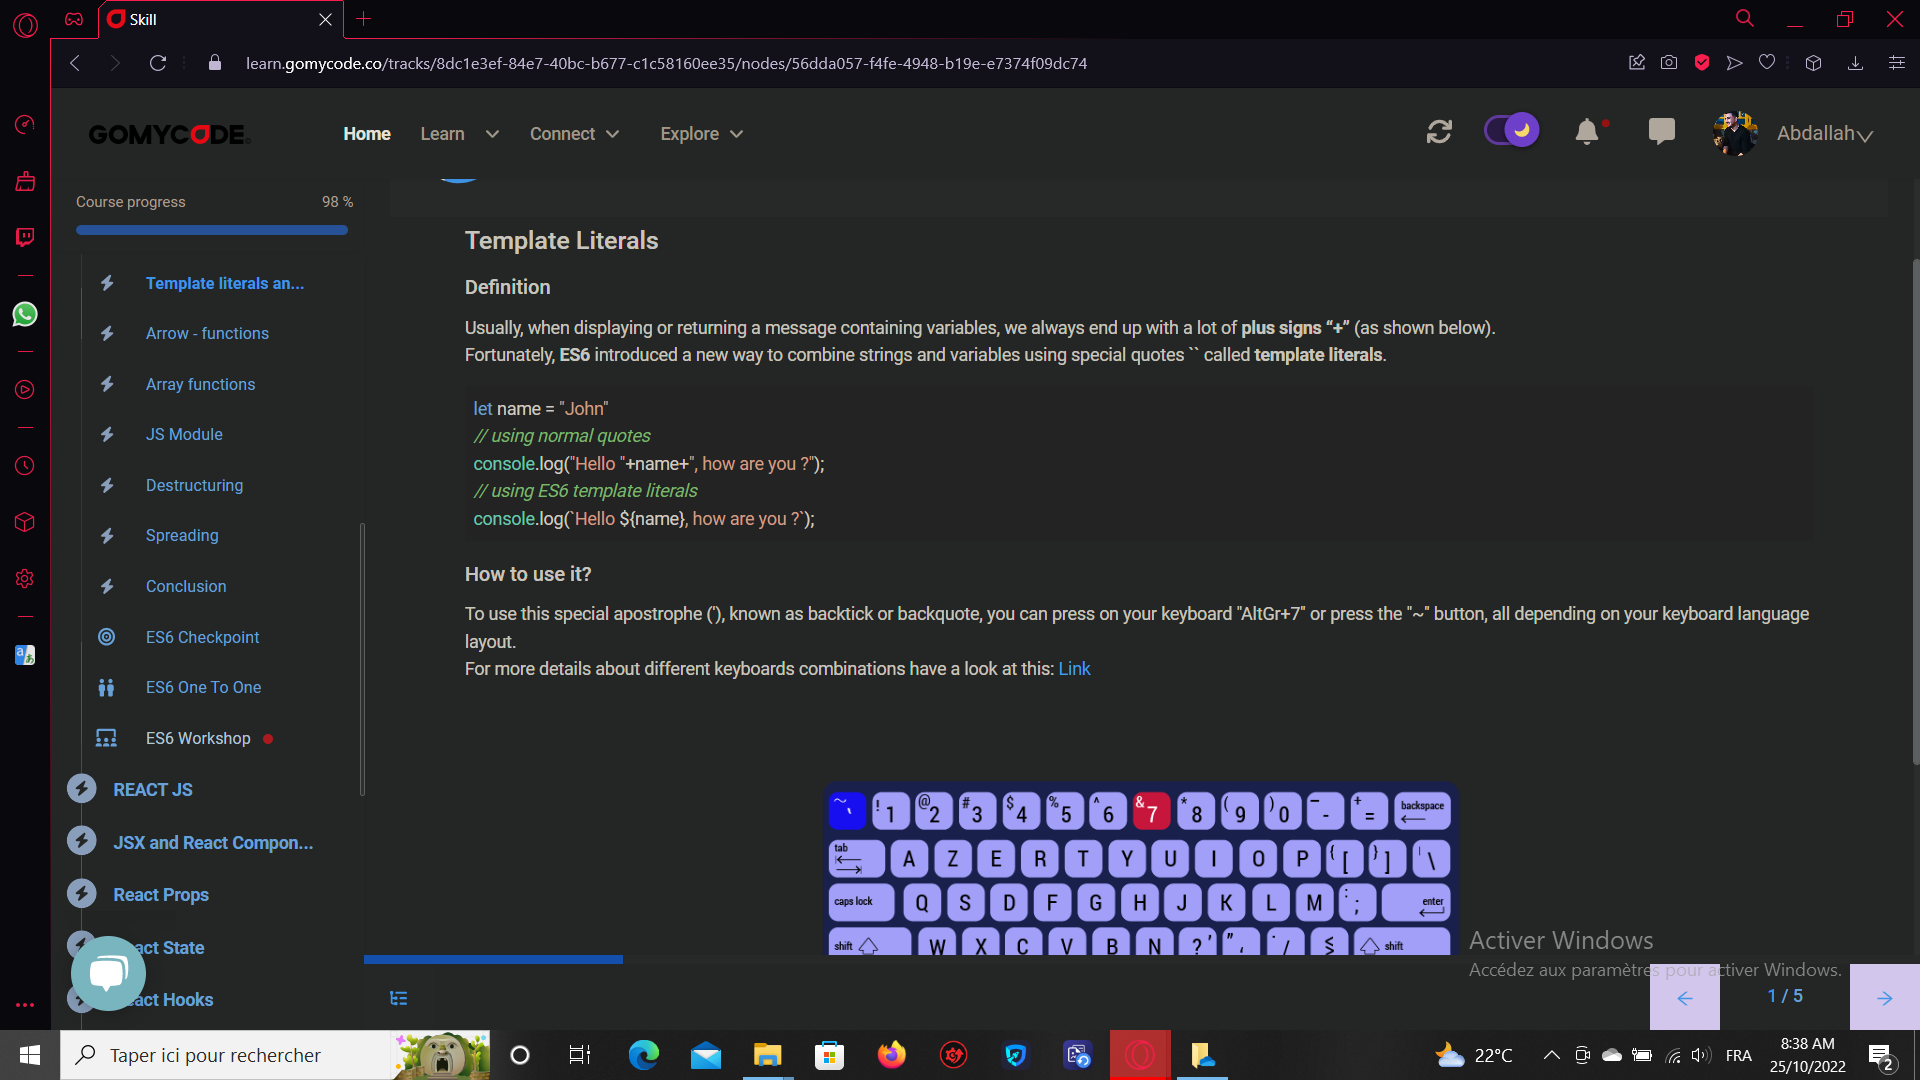 Skill
learn.gomycode.co/tracks/8dc1e3ef-84e7-40bc-b677-c1c58160ee35/nodes/56dda057-f4fe-4948-b19e-e7374f09dc74
GOMYCODE
Home
Learn
Connect
Explore
Abdallah
Course progress
98 %
Template literals an...
Arrow - functions
Array functions
JS Module
Destructuring
Spreading
Conclusion
ES6 Checkpoint
ES6 One To One
ES6 Workshop
REACT JS
JSX and React Compon...
React Props
act State
act Hooks
Template Literals
Definition
Usually, when displaying or returning a message containing variables, we always end up with a lot of plus signs “+” (as shown below).
Fortunately, ES6 introduced a new way to combine strings and variables using special quotes `` called template literals.
let name = "John"
// using normal quotes
console.log("Hello "+name+", how are you ?");
// using ES6 template literals
console.log(`Hello ${name}, how are you ?`);
How to use it?
To use this special apostrophe ('), known as backtick or backquote, you can press on your keyboard "AltGr+7" or press the "~" button, all depending on your keyboard language
layout.
For more details about different keyboards combinations have a look at this: Link
~ ` ! 1 @ 2 # 3 $ 4 % 5 ^ 6 & 7 * 8 ( 9 ) 0 - - + = backspace
tab A Z E R T Y U I O P { [ } ] \
caps lock Q S D F G H J K L M : ; enter
shift W X C V B N ? ' " , . / ≤ shift
Activer Windows
Accédez aux paramètres pour activer Windows.
1 / 5
Taper ici pour rechercher
22°C
FRA
8:38 AM
25/10/2022
2